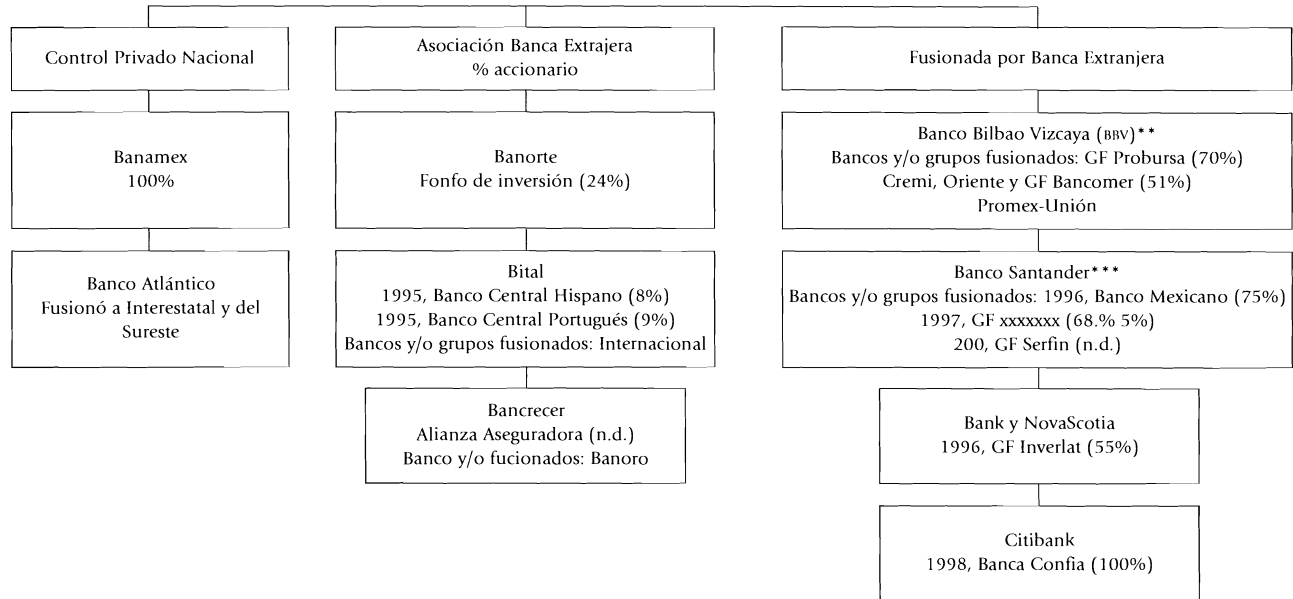 Control Privado Nacional
Banamex
100%
Banco Atlántico
Fusionó a Interestatal y del
Sureste
Asociación Banca Extrajera
% accionario
Banorte
Fonfo de inversión (24%)
Bital
1995, Banco Central Hispano (8%)
1995, Banco Central Portugués (9%)
Bancos y/o grupos fusionados: Internacional
Bancrecer
Alianza Aseguradora (n.d.)
Banco y/o fucionados: Banoro
Fusionada por Banca Extranjera
Banco Bilbao Vizcaya (BBV)**
Bancos y/o grupos fusionados: GF Probursa (70%)
Cremi, Oriente y GF Bancomer (51%)
Promex-Unión
Banco Santander***
Bancos y/o grupos fusionados: 1996, Banco Mexicano (75%)
1997, GF xxxxxxx (68.% 5%)
200, GF Serfin (n.d.)
Bank y NovaScotia
1996, GF Inverlat (55%)
Citibank
1998, Banca Confia (100%)